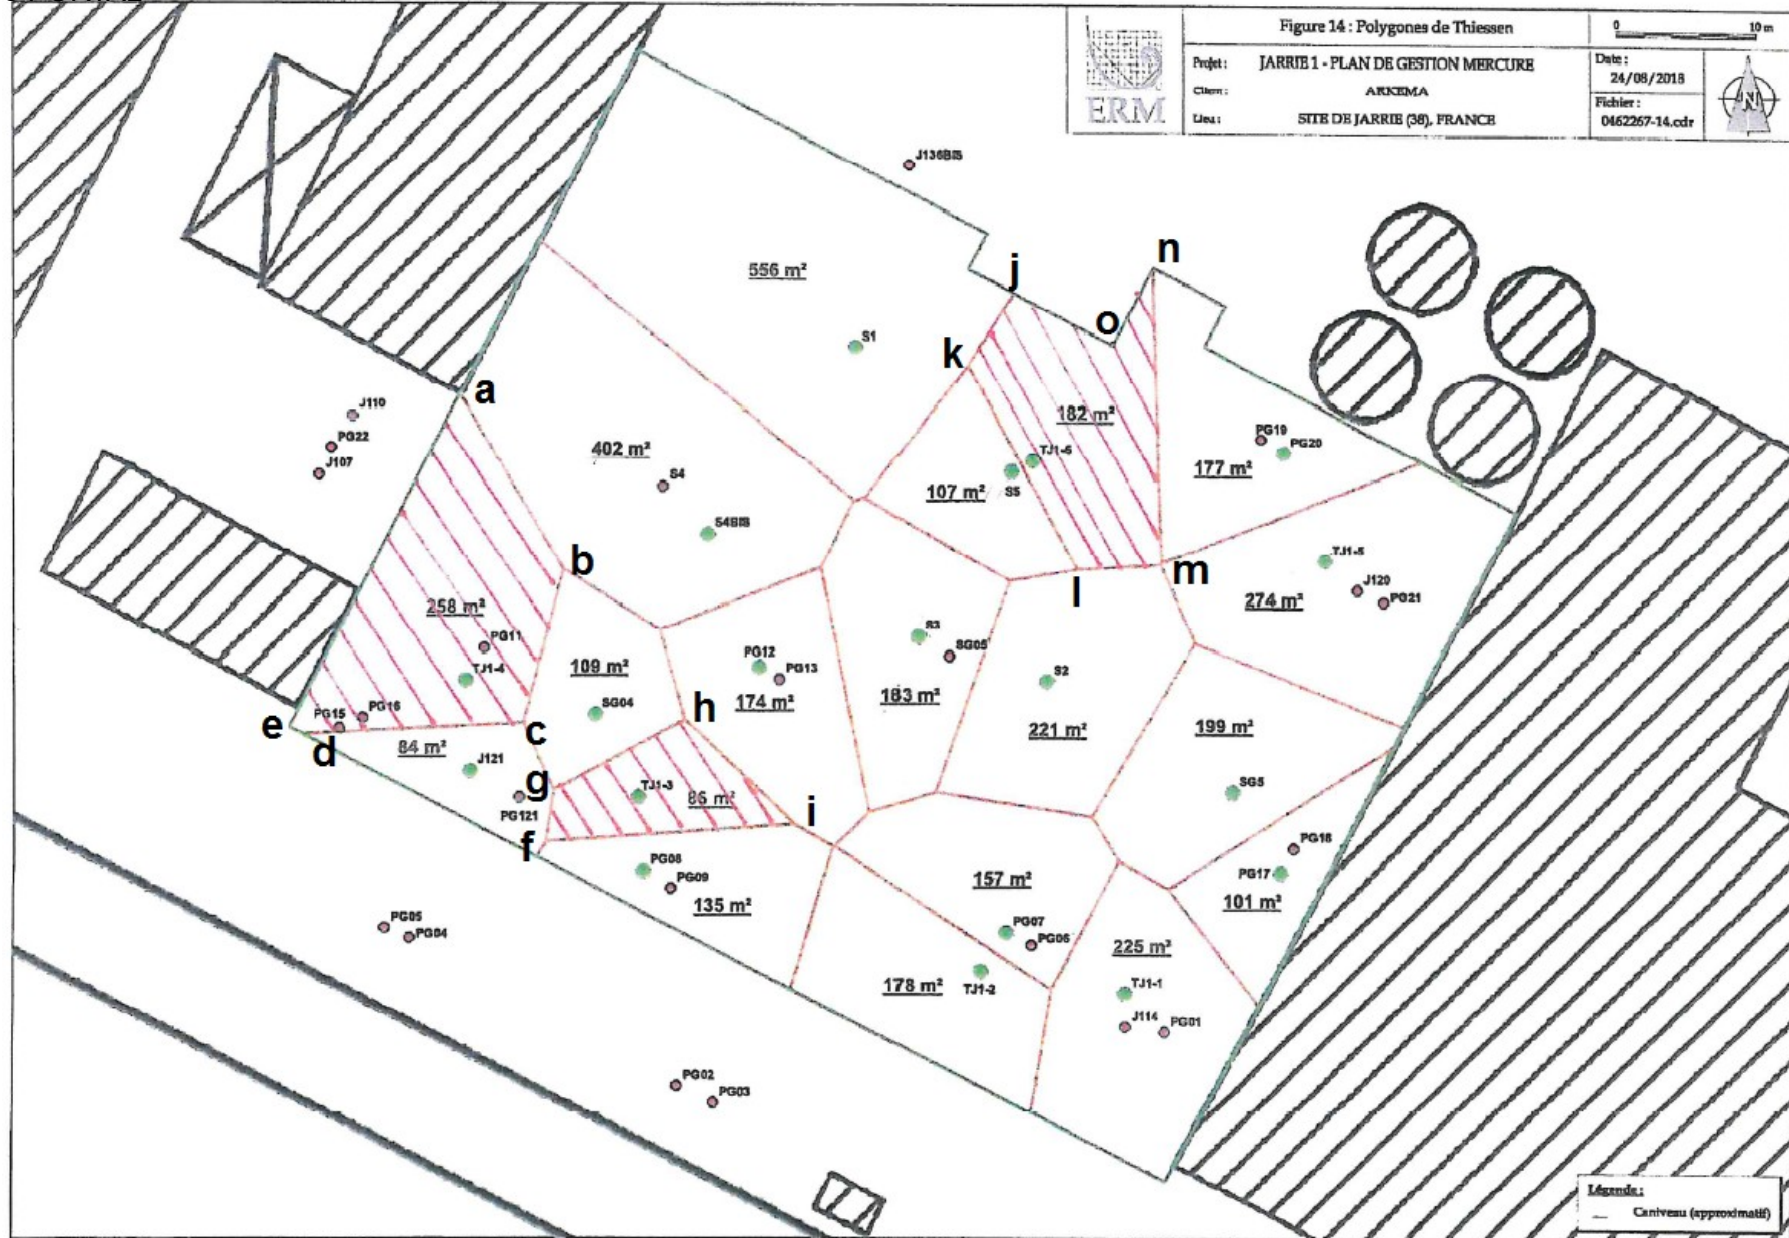 Figure 14 : Polygones de Thiessen
0 10 m
Projet : JARRIE 1 - PLAN DE GESTION MERCURE
Client : ARKEMA
Lieu : SITE DE JARRIE (38), FRANCE
Date :
24/08/2018
Fichier :
0462267-14.cdr
ERM
N
J136BIS
n
556 m²
j
o
S1
k
a
J110
182 m²
PG22
PG19
PG20
402 m²
J107
TJ1-6
177 m²
S4
S5
107 m²
S4BIS
b
TJ1-5
l
m
J120
258 m²
274 m²
PG21
S3
PG11
PG12
SG05
109 m²
TJ1-4
PG13
S2
174 m²
183 m²
PG16
PG15
SG04
h
e
c
221 m²
199 m²
d
84 m²
J121
g
TJ1-3
86 m²
SG5
PG121
i
f
PG08
PG18
PG09
PG17
157 m²
135 m²
101 m²
PG05
PG07
PG04
PG06
225 m²
178 m²
TJ1-2
TJ1-1
J114
PG01
PG02
PG03
Légende :
Caniveau (approximatif)